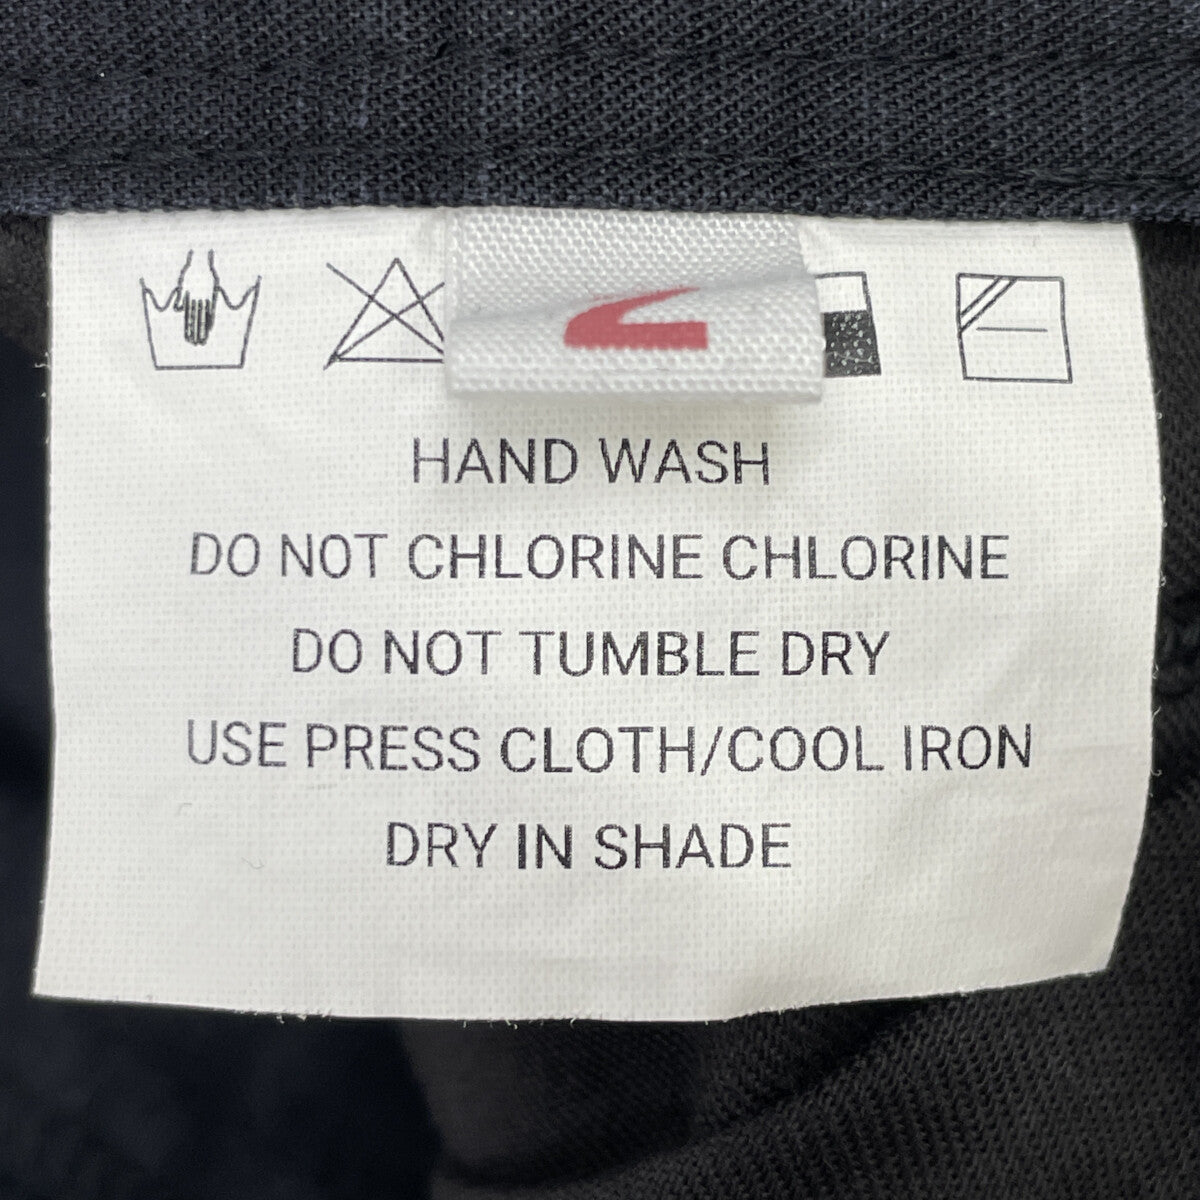 HAND WASH
DO NOT CHLORINE CHLORINE
DO NOT TUMBLE DRY
USE PRESS CLOTH/COOL IRON
DRY IN SHADE